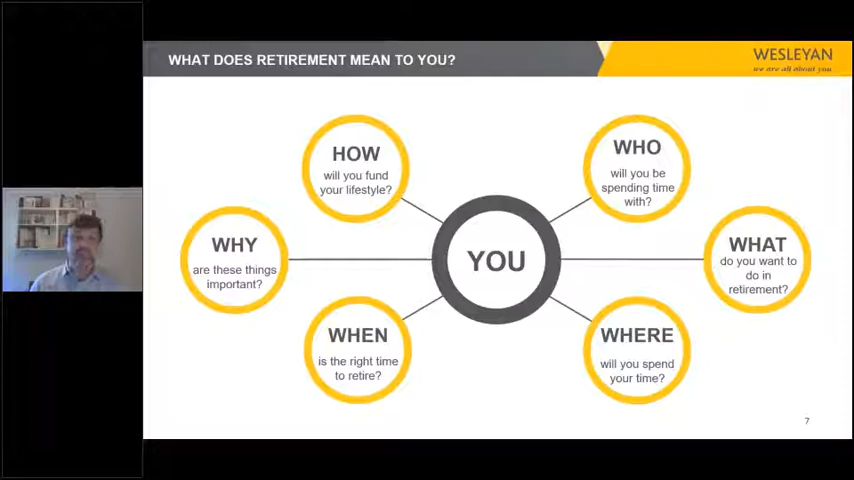 WHAT DOES RETIREMENT MEAN TO YOU?
WESLEYAN
we are all about you
HOW
will you fund
your lifestyle?
WHO
will you be
spending time
with?
WHY
are these things
important?
YOU
WHAT
do you want to
do in
retirement?
WHEN
is the right time
to retire?
WHERE
will you spend
your time?
7